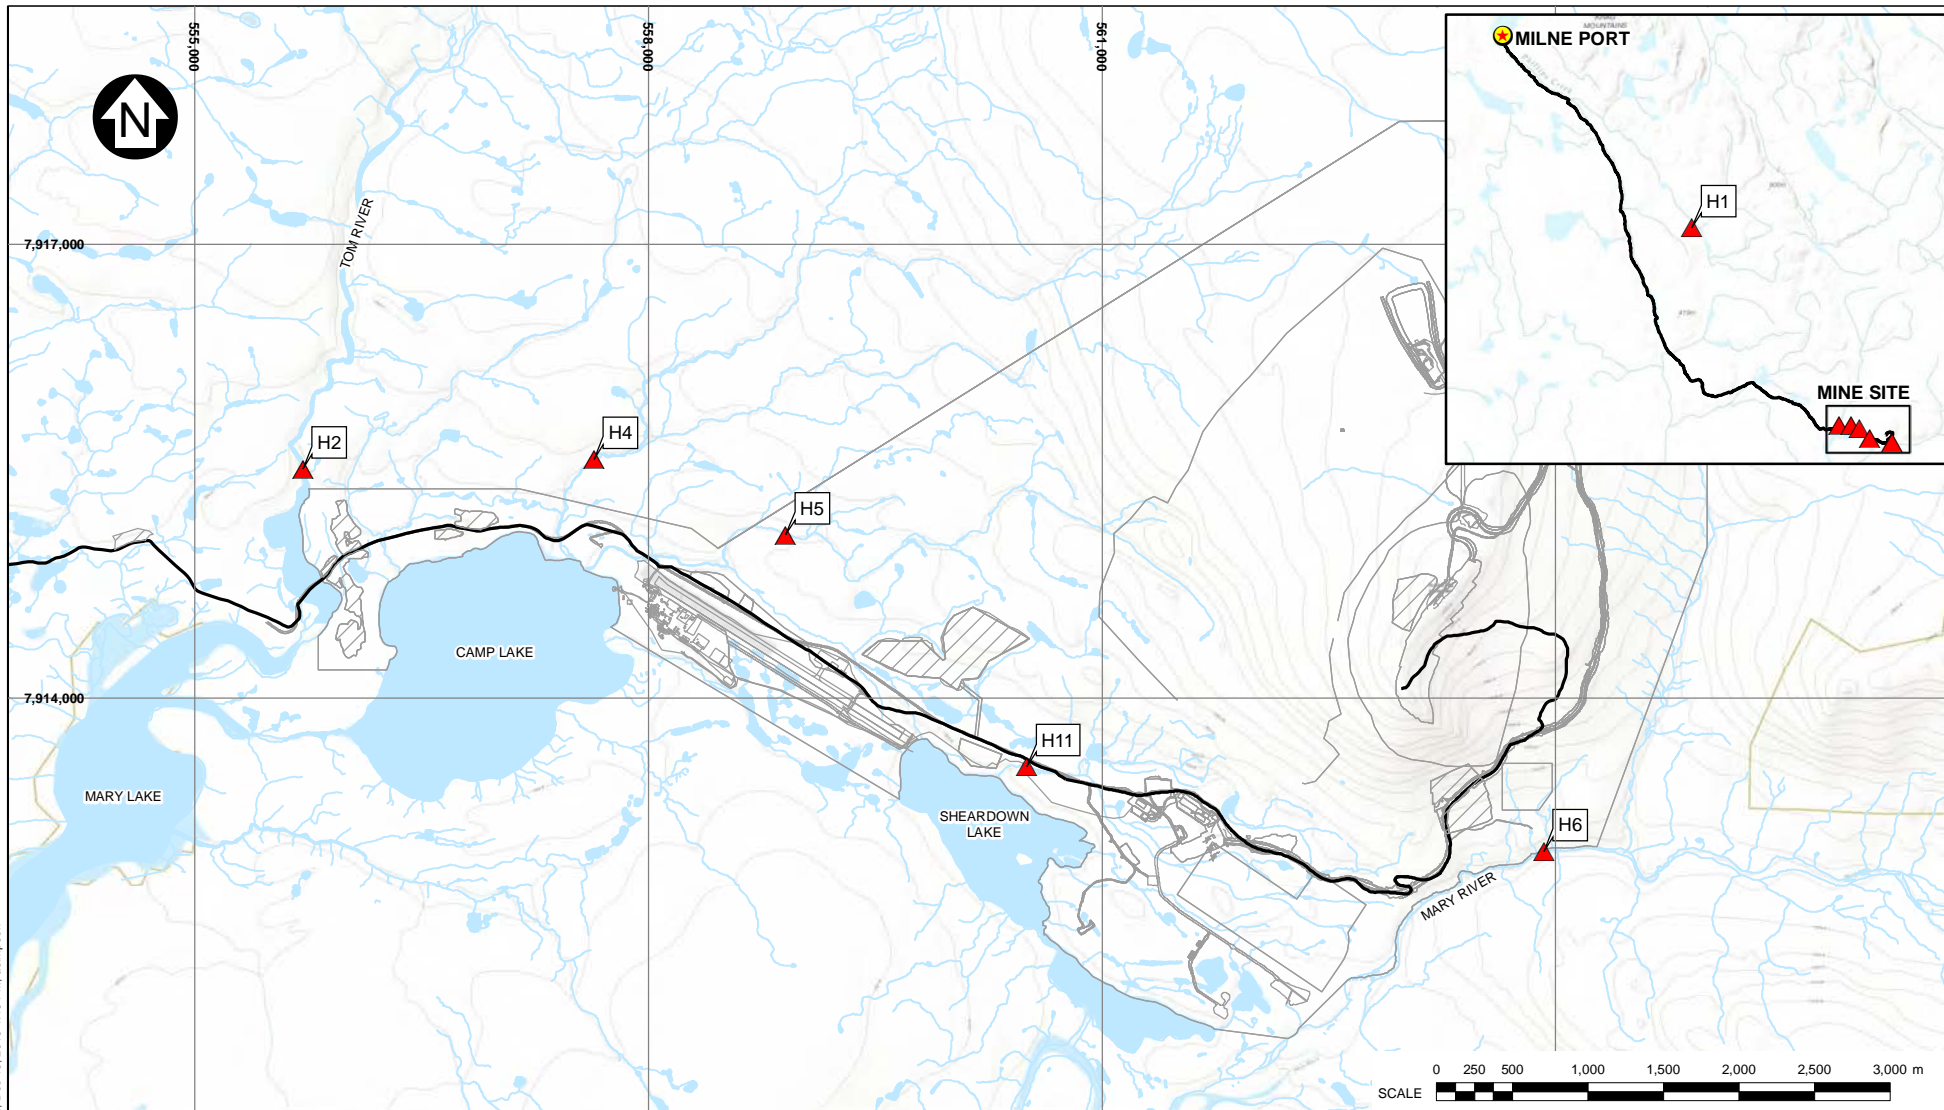 555,000
558,000
561,000
N
MILNE PORT
TOM RIVER
H1
7,917,000
MINE SITE
H2
H4
H5
CAMP LAKE
7,914,000
H11
MARY LAKE
SHEARDOWN
LAKE
H6
MARY RIVER
0 250 500 1,000 1,500 2,000 2,500 3,000 m
SCALE